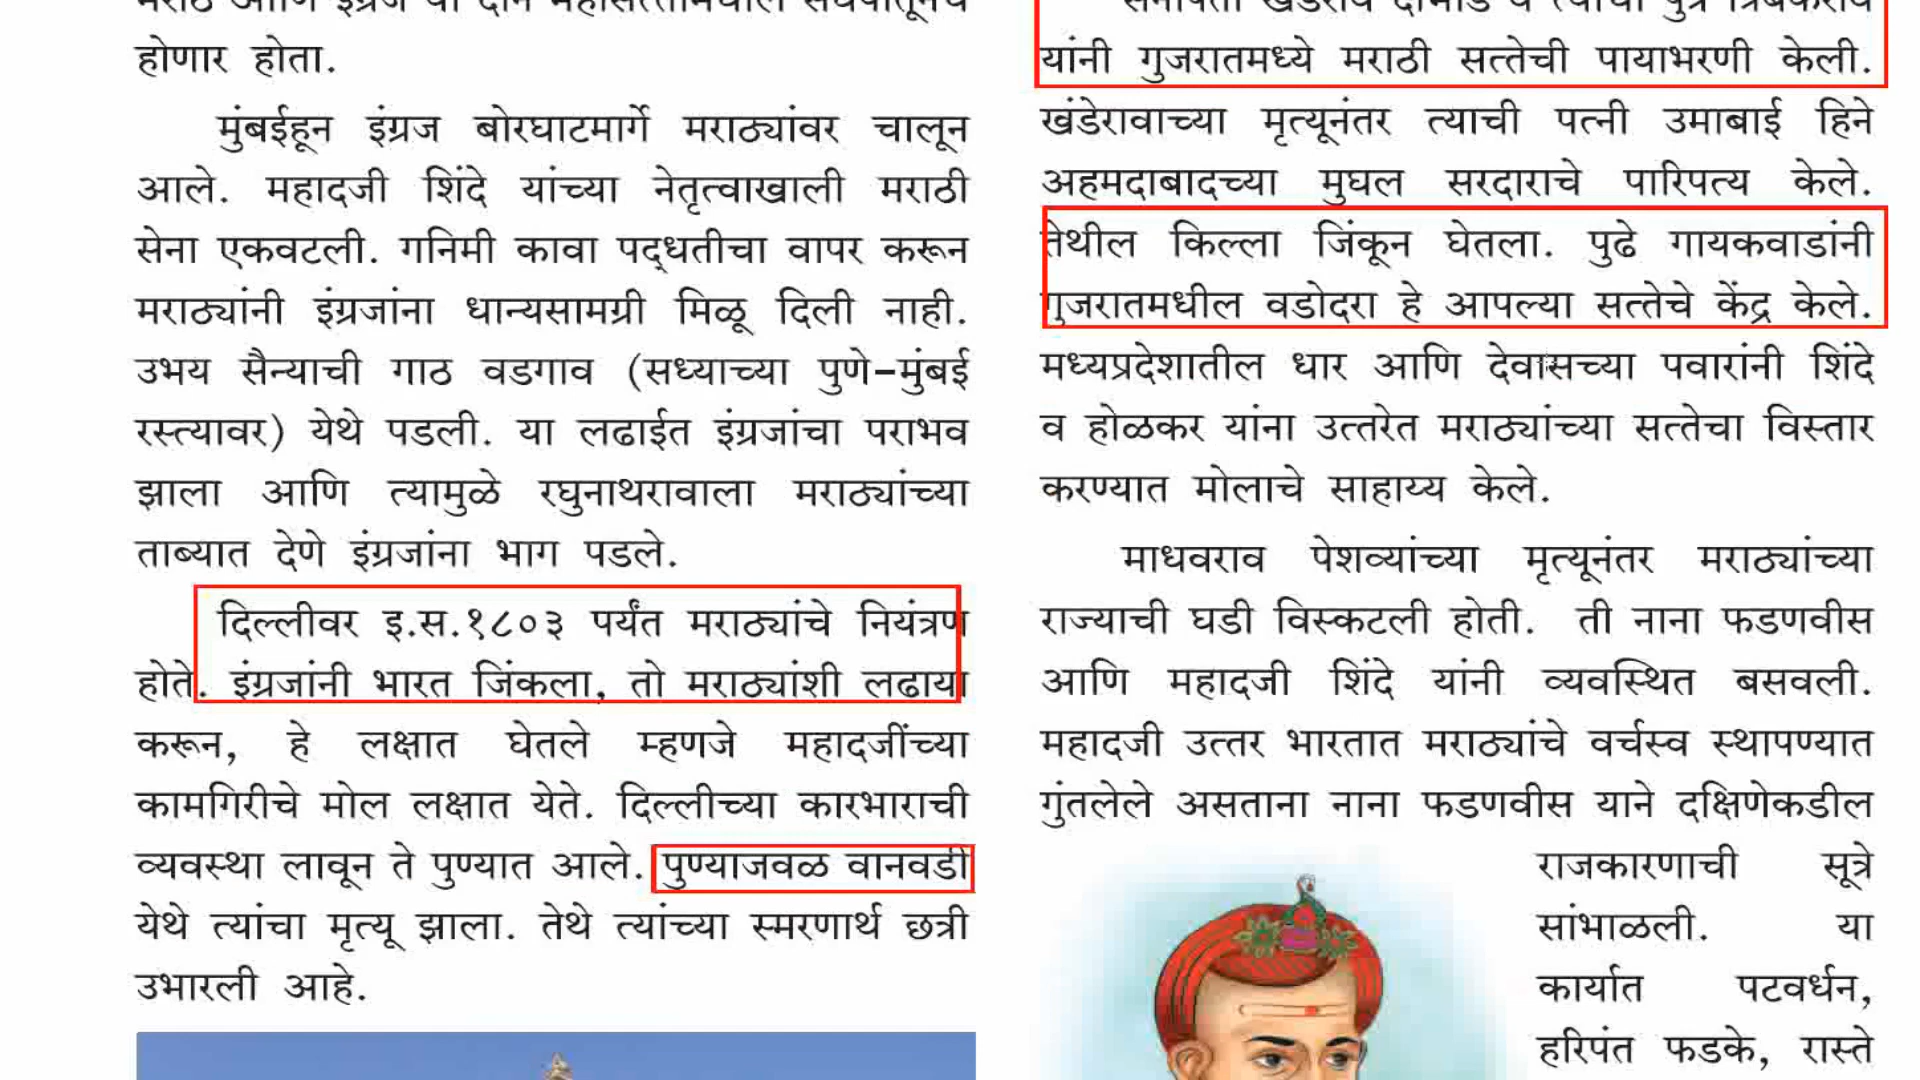 होणार होता.
मुंबईहून इंग्रज बोरघाटमार्गे मराठ्यांवर चालून
आले. महादजी शिंदे यांच्या नेतृत्वाखाली मराठी
सेना एकवटली. गनिमी कावा पद्धतीचा वापर करून
मराठ्यांनी इंग्रजांना धान्यसामग्री मिळू दिली नाही.
उभय सैन्याची गाठ वडगाव (सध्याच्या पुणे-मुंबई
रस्त्यावर) येथे पडली. या लढाईत इंग्रजांचा पराभव
झाला आणि त्यामुळे रघुनाथरावाला मराठ्यांच्या
ताब्यात देणे इंग्रजांना भाग पडले.
दिल्लीवर इ.स.१८०३ पर्यंत मराठ्यांचे नियंत्रण
होते. इंग्रजांनी भारत जिंकला, तो मराठ्यांशी लढाया
करून, हे लक्षात घेतले म्हणजे महादजींच्या
कामगिरीचे मोल लक्षात येते. दिल्लीच्या कारभाराची
व्यवस्था लावून ते पुण्यात आले. पुण्याजवळ वानवडी
येथे त्यांचा मृत्यू झाला. तेथे त्यांच्या स्मरणार्थ छत्री
उभारली आहे.
यांनी गुजरातमध्ये मराठी सत्तेची पायाभरणी केली.
खंडेरावाच्या मृत्यूनंतर त्याची पत्नी उमाबाई हिने
अहमदाबादच्या मुघल सरदाराचे पारिपत्य केले.
तेथील किल्ला जिंकून घेतला. पुढे गायकवाडांनी
गुजरातमधील वडोदरा हे आपल्या सत्तेचे केंद्र केले.
मध्यप्रदेशातील धार आणि देवासच्या पवारांनी शिंदे
व होळकर यांना उत्तरेत मराठ्यांच्या सत्तेचा विस्तार
करण्यात मोलाचे साहाय्य केले.
माधवराव पेशव्यांच्या मृत्यूनंतर मराठ्यांच्या
राज्याची घडी विस्कटली होती. ती नाना फडणवीस
आणि महादजी शिंदे यांनी व्यवस्थित बसवली.
महादजी उत्तर भारतात मराठ्यांचे वर्चस्व स्थापण्यात
गुंतलेले असताना नाना फडणवीस याने दक्षिणेकडील
राजकारणाची सूत्रे
सांभाळली. या
कार्यात पटवर्धन,
हरिपंत फडके, रास्ते